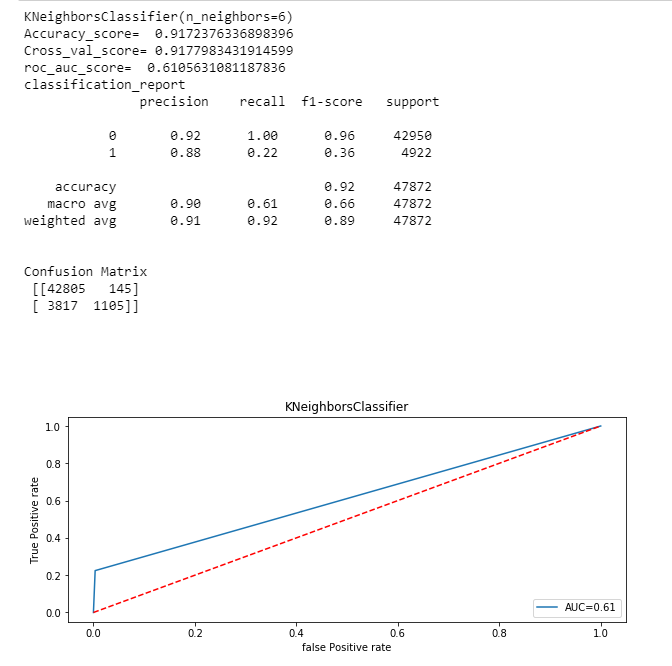 KNeighborsClassifier(n_neighbors=6)
Accuracy_score=  0.9172376336898396
Cross_val_score= 0.9177983431914599
roc_auc_score=  0.6105631081187836
classification_report
precision    recall  f1-score   support
0       0.92      1.00      0.96     42950
1       0.88      0.22      0.36      4922
accuracy                           0.92     47872
macro avg       0.90      0.61      0.66     47872
weighted avg       0.91      0.92      0.89     47872
Confusion Matrix
[[42805   145]
[ 3817  1105]]
KNeighborsClassifier
1.0
0.8
0.6
0.4
0.2
0.0
True Positive rate
AUC=0.61
0.0 0.2 0.4 0.6 0.8 1.0
false Positive rate